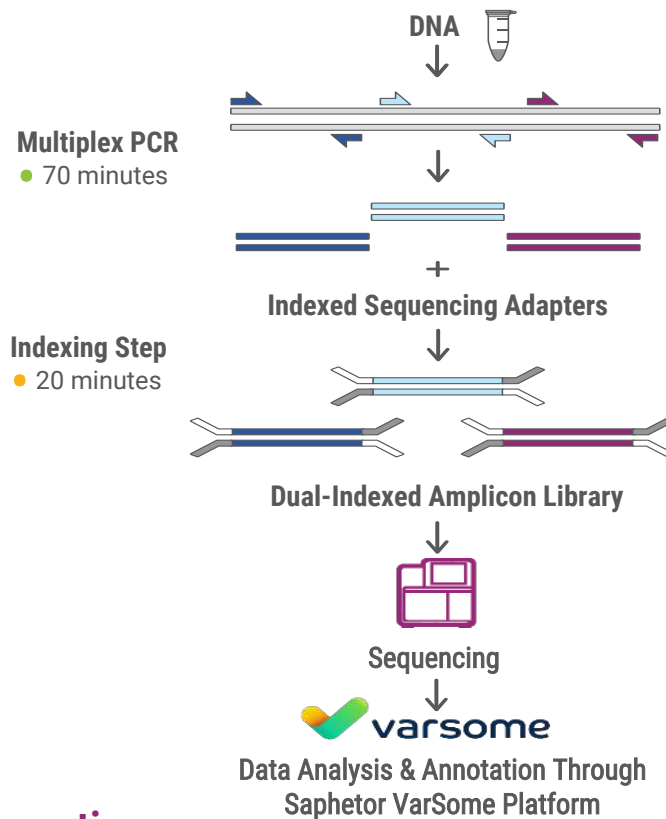 DNA
Multiplex PCR
70 minutes
+
Indexed Sequencing Adapters
Indexing Step
20 minutes
Dual-Indexed Amplicon Library
Sequencing
varsome
Data Analysis & Annotation Through
Saphetor VarSome Platform